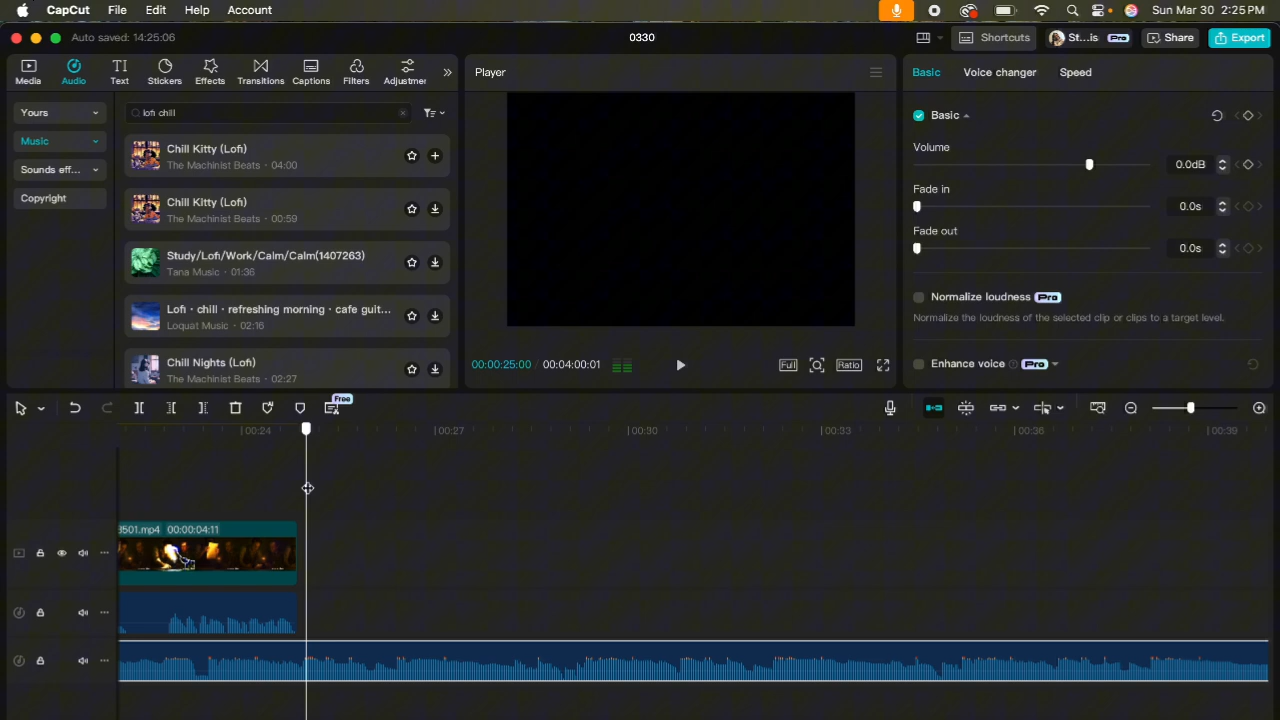 CapCut File Edit Help Account Sun Mar 30 2:25 PM
Auto saved: 14:25:06 0330 Shortcuts St...is Pro Share Export
Media Audio Text Stickers Effects Transitions Captions Filters Adjustmer
Player
Basic Voice changer Speed
Yours
Music
Sounds eff...
Copyright
lofi chill
Chill Kitty (Lofi)
The Machinist Beats · 04:00
Chill Kitty (Lofi)
The Machinist Beats · 00:59
Study/Lofi/Work/Calm/Calm(1407263)
Tana Music · 01:36
Lofi · chill · refreshing morning · cafe guit...
Loquat Music · 02:16
Chill Nights (Lofi)
The Machinist Beats · 02:27
00:00:25:00 / 00:04:00:01 Full Ratio
Basic
Volume
0.0dB
Fade in
0.0s
Fade out
0.0s
Normalize loudness Pro
Normalize the loudness of the selected clip or clips to a target level.
Enhance voice Pro
Free
00:24 00:27 00:30 00:33 00:36 00:39
501.mp4 00:00:04:11